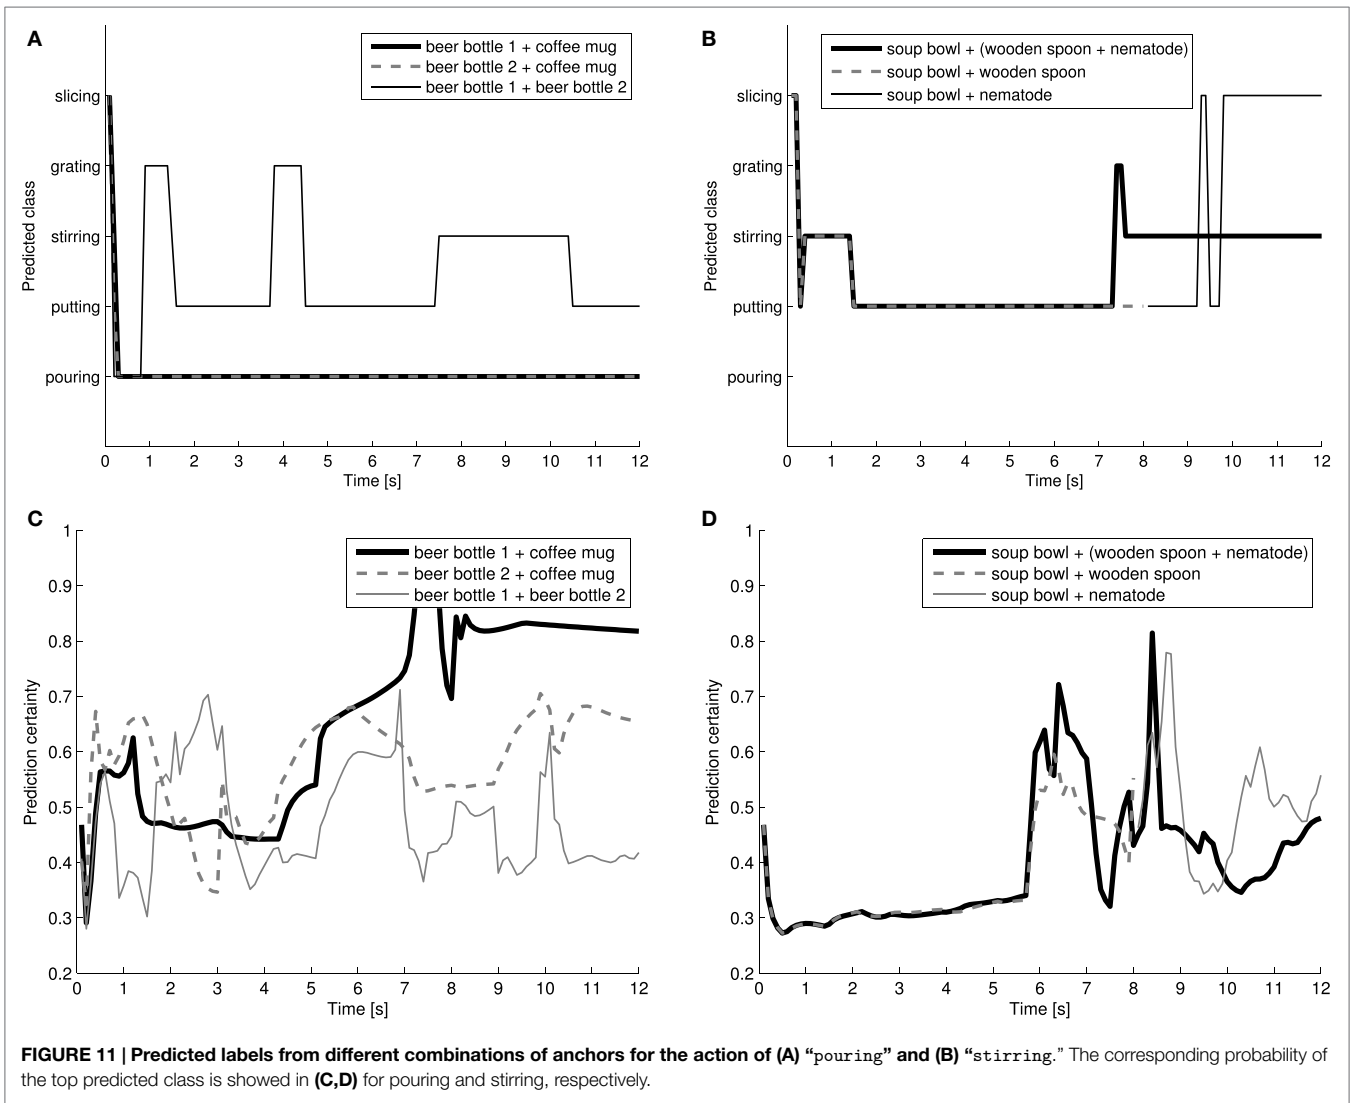 A
beer bottle 1 + coffee mug
beer bottle 2 + coffee mug
beer bottle 1 + beer bottle 2
slicing
grating
stirring
putting
pouring
Predicted class
0 1 2 3 4 5 6 7 8 9 10 11 12
Time [s]
B
soup bowl + (wooden spoon + nematode)
soup bowl + wooden spoon
soup bowl + nematode
slicing
grating
stirring
putting
pouring
Predicted class
0 1 2 3 4 5 6 7 8 9 10 11 12
Time [s]
C
beer bottle 1 + coffee mug
beer bottle 2 + coffee mug
beer bottle 1 + beer bottle 2
1
0.9
0.8
0.7
0.6
0.5
0.4
0.3
0.2
Prediction certainty
0 1 2 3 4 5 6 7 8 9 10 11 12
Time [s]
D
soup bowl + (wooden spoon + nematode)
soup bowl + wooden spoon
soup bowl + nematode
1
0.9
0.8
0.7
0.6
0.5
0.4
0.3
0.2
Prediction certainty
0 1 2 3 4 5 6 7 8 9 10 11 12
Time [s]
FIGURE 11 | Predicted labels from different combinations of anchors for the action of (A) “pouring” and (B) “stirring.” The corresponding probability of
the top predicted class is showed in (C,D) for pouring and stirring, respectively.